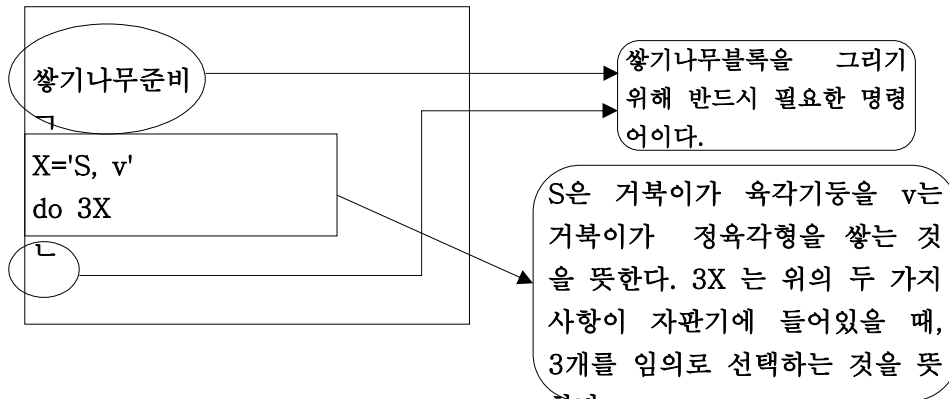 쌓기나무준비
ㄱ
X='S, v'
do 3X
ㄴ
쌓기나무블록을 그리기
위해 반드시 필요한 명령
어이다.
S은 거북이가 육각기둥을 v는
거북이가 정육각형을 쌓는 것
을 뜻한다. 3X 는 위의 두 가지
사항이 자판기에 들어있을 때,
3개를 임의로 선택하는 것을 뜻